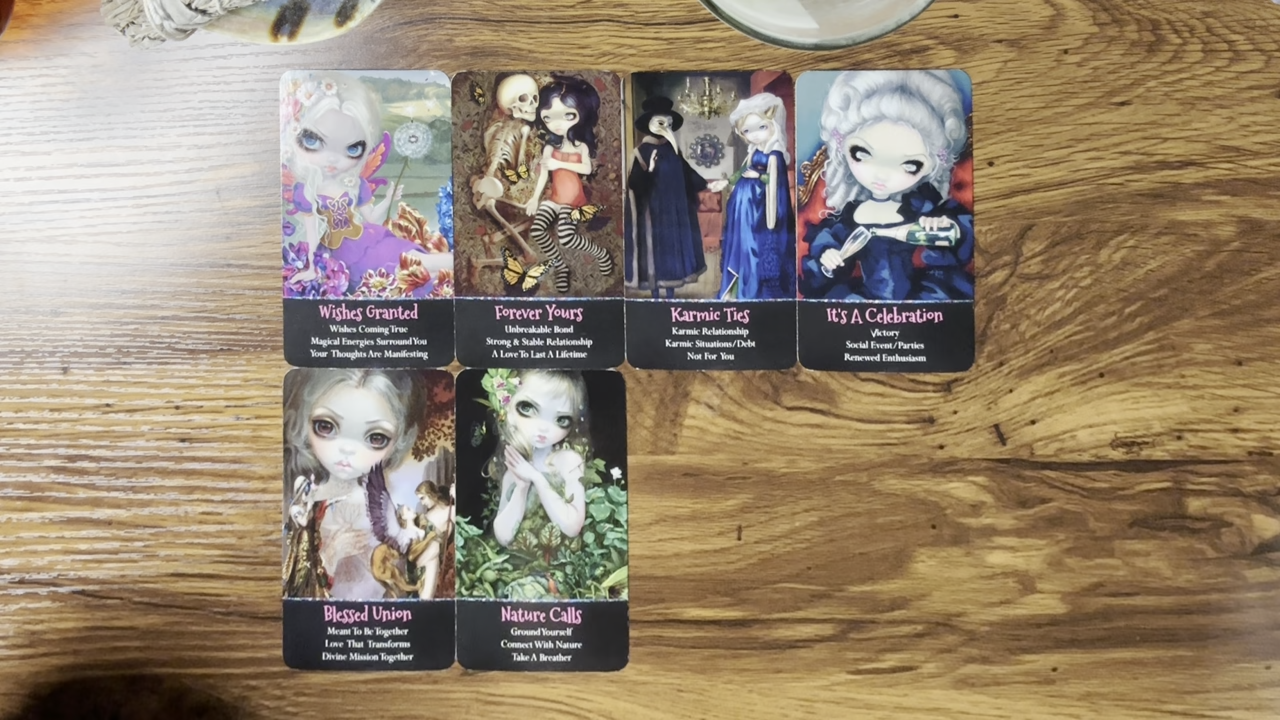 Wishes Granted
Wishes Coming True
Magical Energies Surround You
Your Thoughts Are Manifesting
Forever Yours
Unbreakable Bond
Strong & Stable Relationship
A Love To Last A Lifetime
Karmic Ties
Karmic Relationship
Karmic Situations/Debt
Not For You
It's A Celebration
Victory
Social Event/Parties
Renewed Enthusiasm
Blessed Union
Meant To Be Together
Love That Transforms
Divine Mission Together
Nature Calls
Ground Yourself
Connect With Nature
Take A Breather